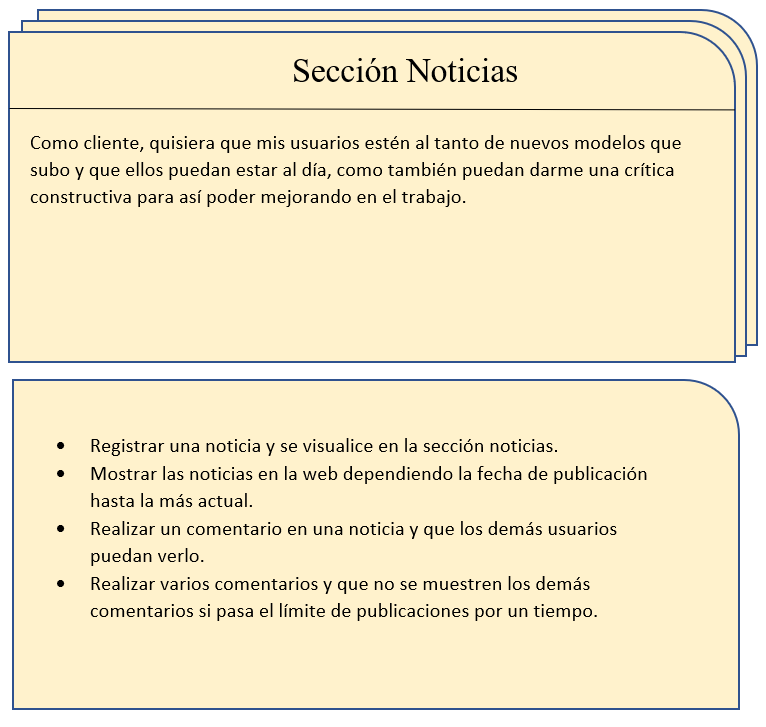 Sección Noticias
Como cliente, quisiera que mis usuarios estén al tanto de nuevos modelos que
subo y que ellos puedan estar al día, como también puedan darme una crítica
constructiva para así poder mejorando en el trabajo.
• Registrar una noticia y se visualice en la sección noticias.
• Mostrar las noticias en la web dependiendo la fecha de publicación
hasta la más actual.
• Realizar un comentario en una noticia y que los demás usuarios
puedan verlo.
• Realizar varios comentarios y que no se muestren los demás
comentarios si pasa el límite de publicaciones por un tiempo.